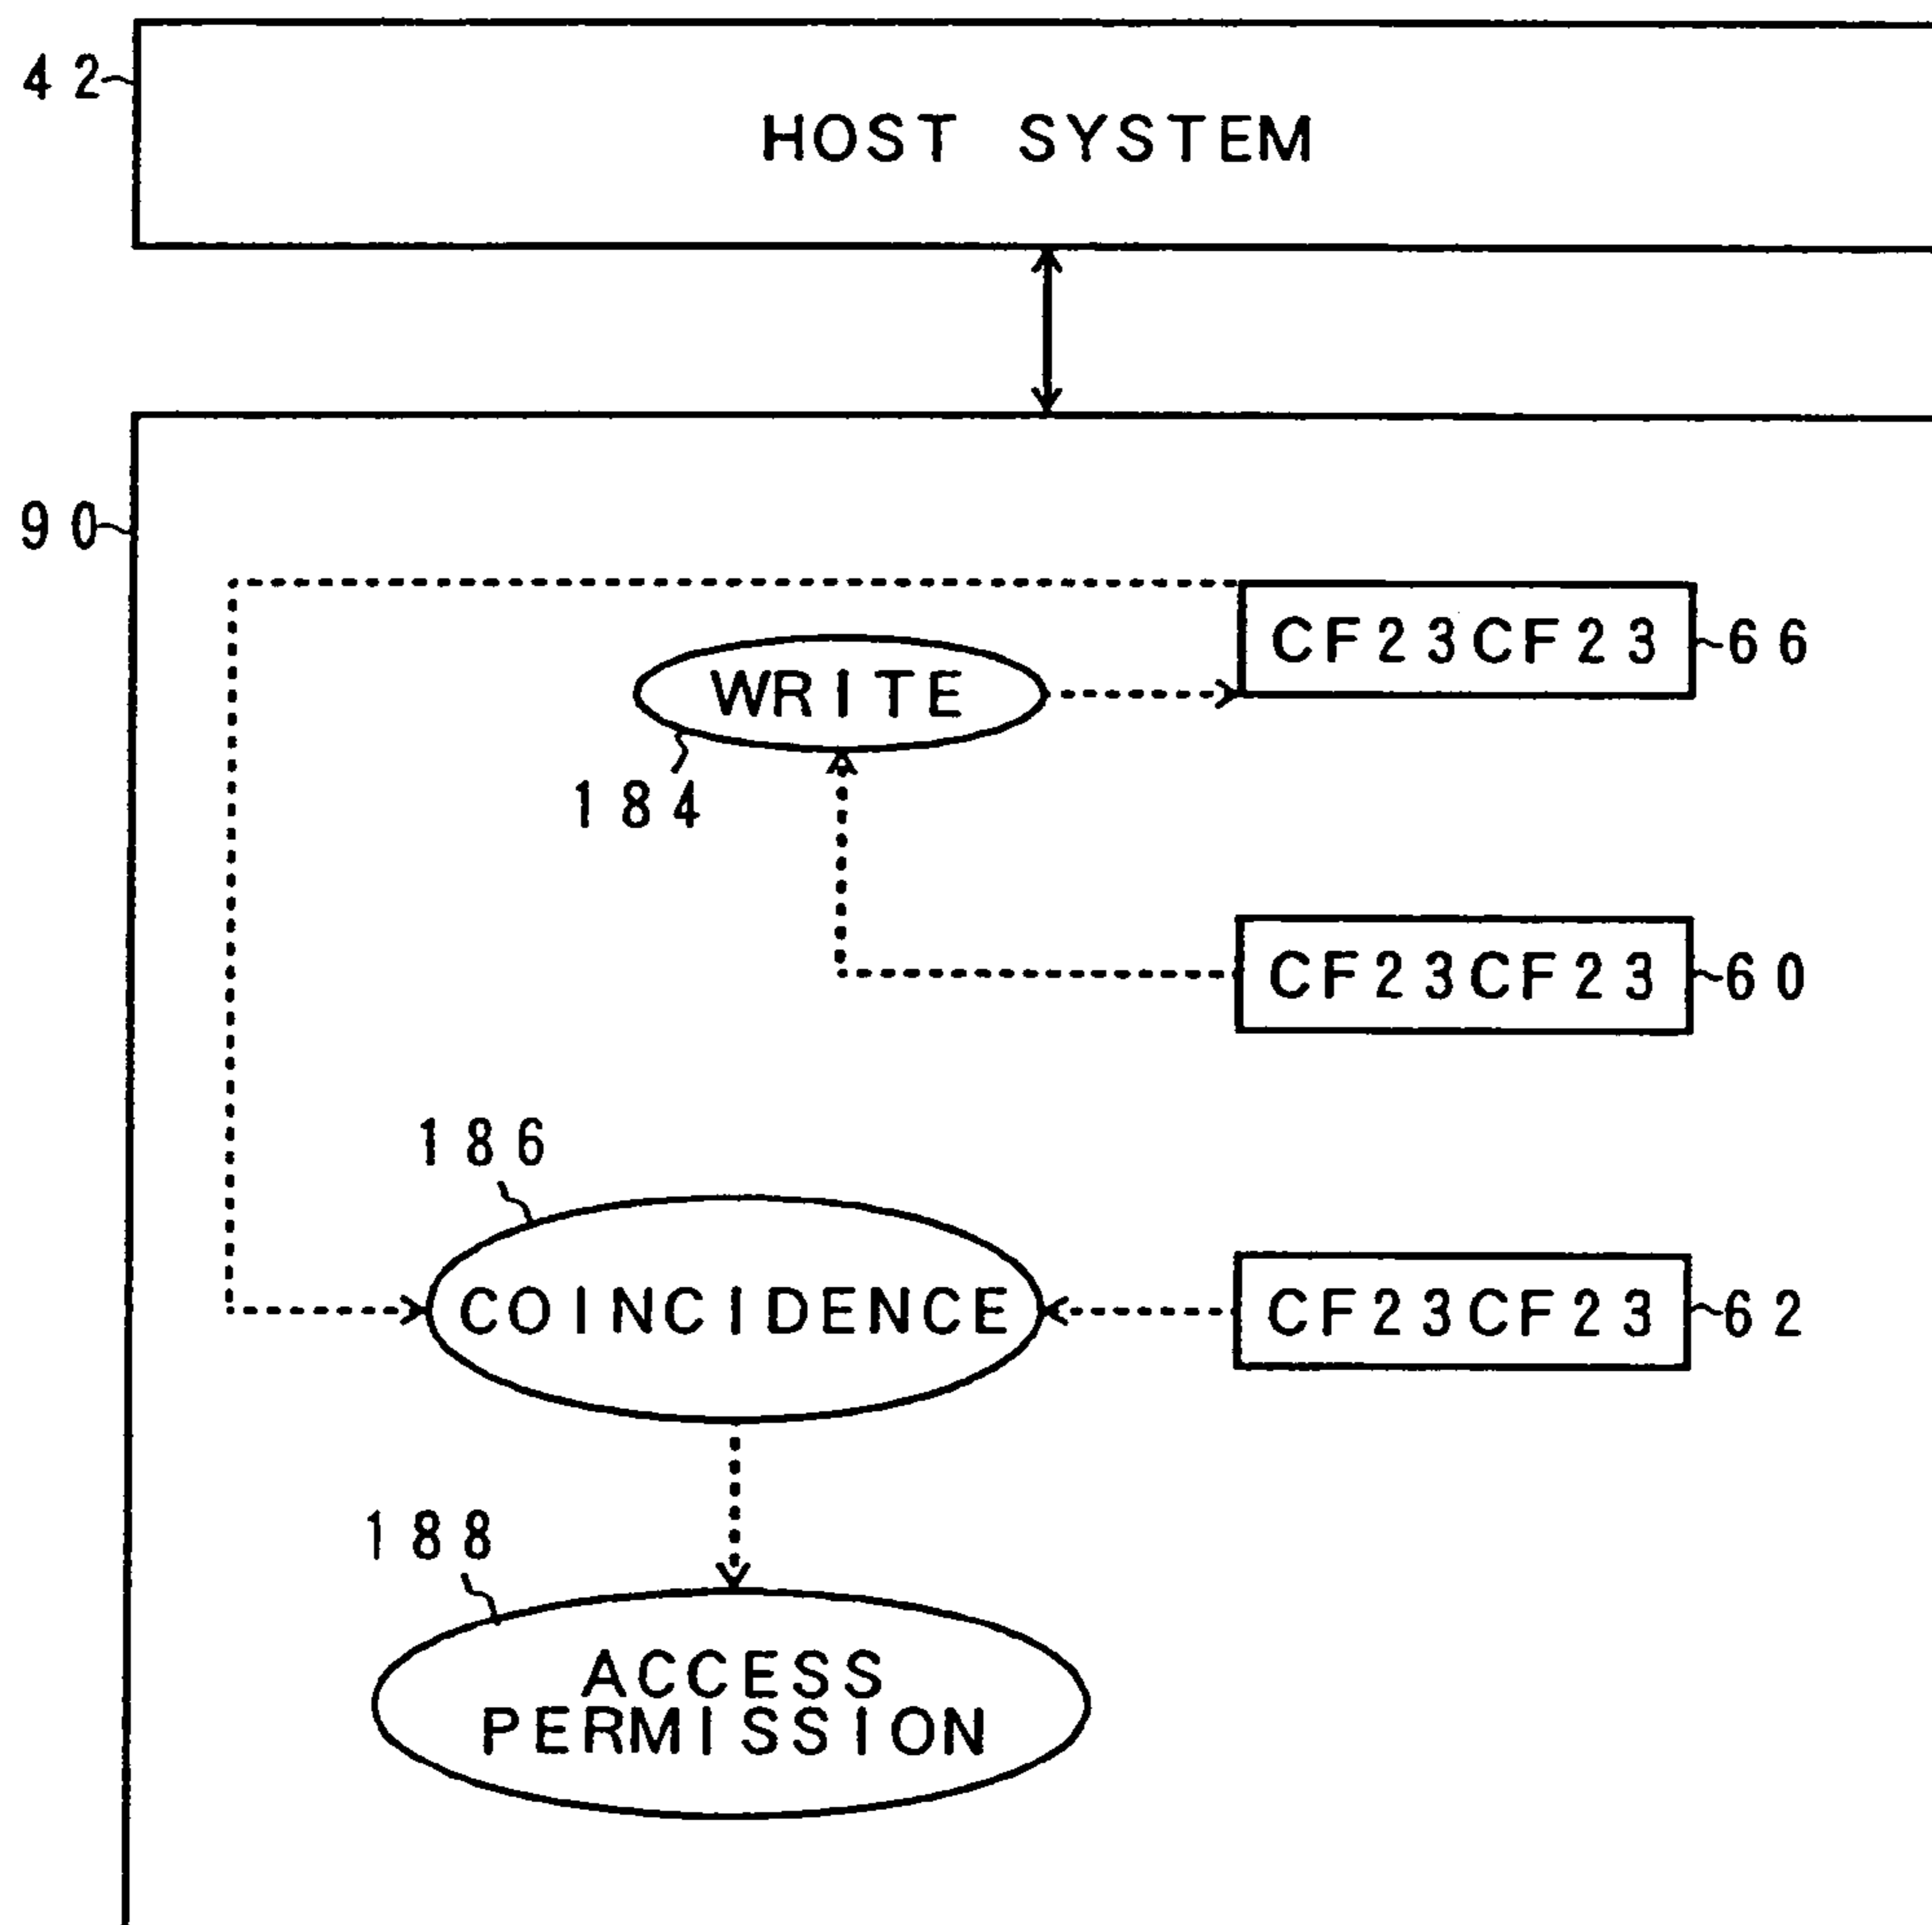 42
HOST SYSTEM
90
CF23CF23
66
WRITE
184
CF23CF23
60
186
COINCIDENCE
CF23CF23
62
188
ACCESS
PERMISSION